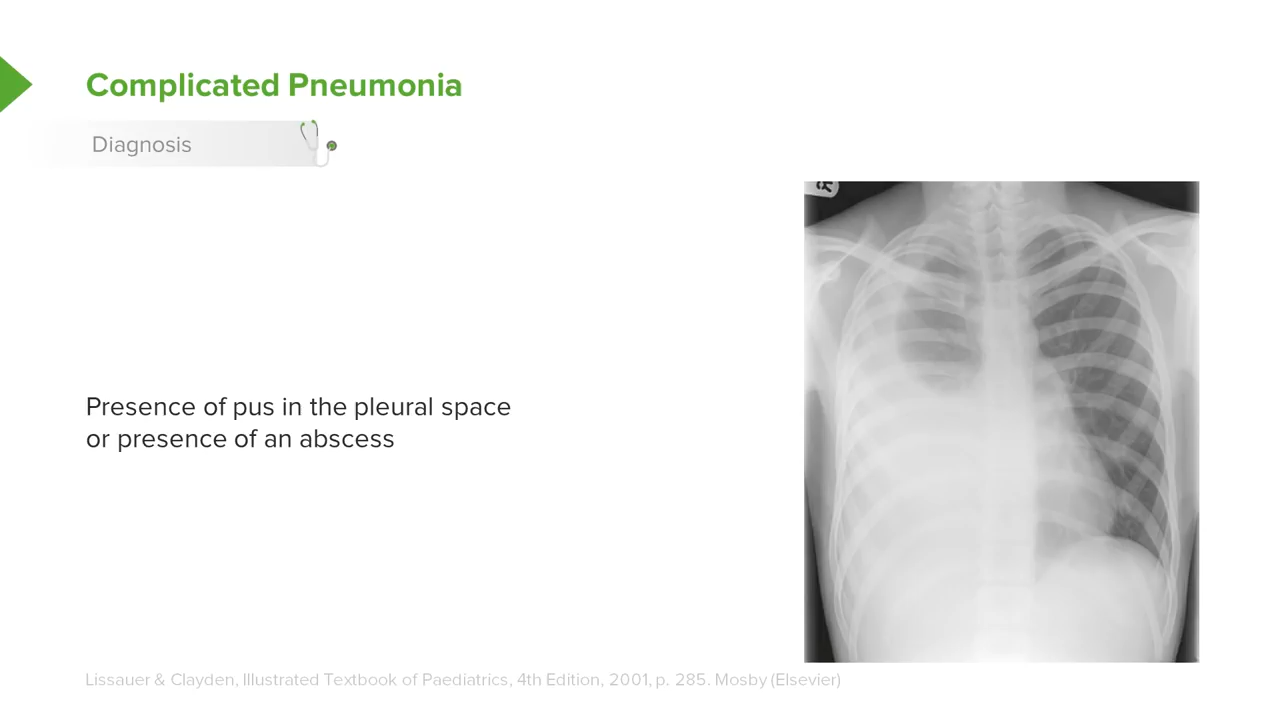 Complicated Pneumonia
Diagnosis
Presence of pus in the pleural space
or presence of an abscess
Lissauer & Clayden, Illustrated Textbook of Paediatrics, 4th Edition, 2001, p. 285. Mosby (Elsevier)